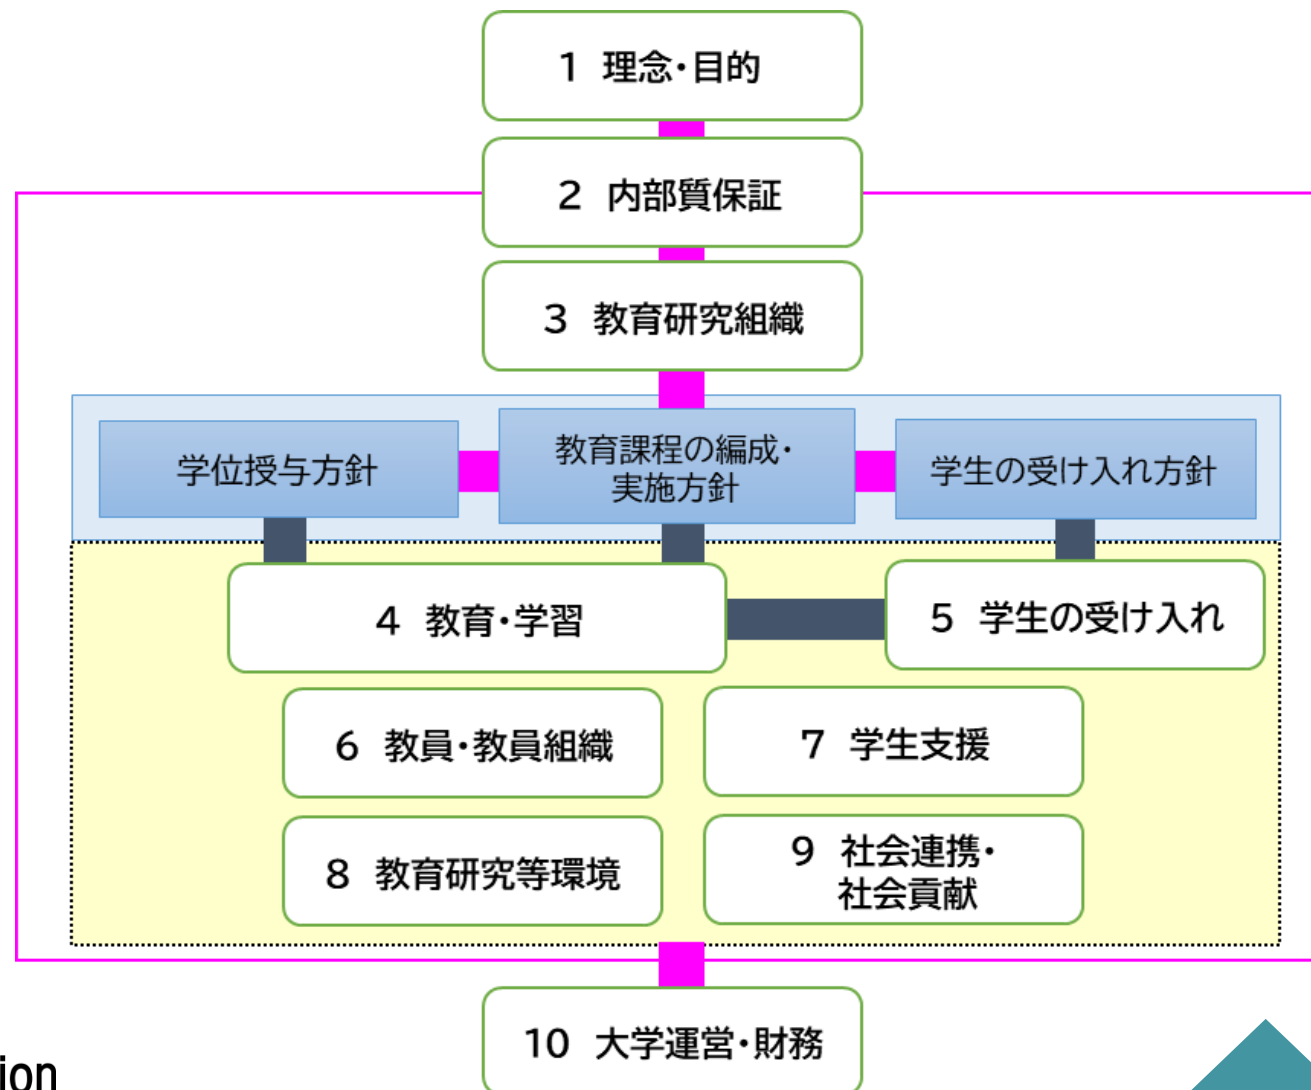 1 理念・目的
2 内部質保証
3 教育研究組織
学位授与方針
教育課程の編成・
実施方針
学生の受け入れ方針
4 教育・学習
5 学生の受け入れ
6 教員・教員組織
7 学生支援
8 教育研究等環境
9 社会連携・
社会貢献
10 大学運営・財務
ion